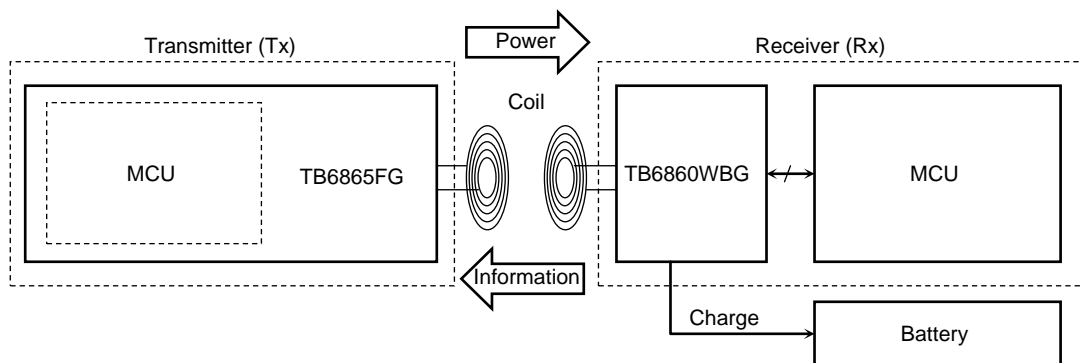 Transmitter (Tx)
Power
Receiver (Rx)
Coil
MCU
TB6865FG
TB6860WBG
MCU
Information
Charge
Battery